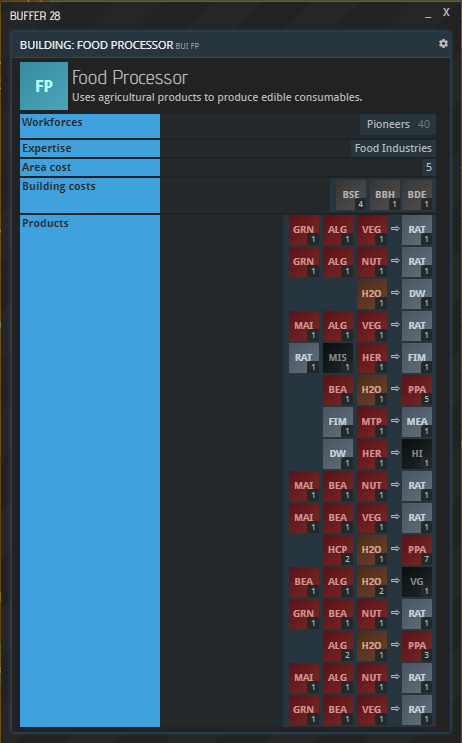 BUFFER 28 _ X
BUILDING: FOOD PROCESSOR BUI FP
FP Food Processor
Uses agricultural products to produce edible consumables.
Workforces Pioneers 40
Expertise Food Industries
Area cost 5
Building costs BSE 4 BBH 1 BDE 1
Products GRN 1 ALG 1 VEG 1 ⇨ RAT 1
GRN 1 ALG 1 NUT 1 ⇨ RAT 1
H2O 1 ⇨ DW 1
MAI 1 ALG 1 VEG 1 ⇨ RAT 1
RAT 1 MIS 1 HER 1 ⇨ FIM 1
BEA 1 H2O 1 ⇨ PPA 5
FIM 1 MTP 1 ⇨ MEA 1
DW 1 HER 1 ⇨ HI 1
MAI 1 BEA 1 NUT 1 ⇨ RAT 1
MAI 1 BEA 1 VEG 1 ⇨ RAT 1
HCP 2 H2O 1 ⇨ PPA 7
BEA 1 ALG 1 H2O 2 ⇨ VG 1
GRN 1 BEA 1 NUT 1 ⇨ RAT 1
ALG 2 H2O 1 ⇨ PPA 3
MAI 1 ALG 1 NUT 1 ⇨ RAT 1
GRN 1 BEA 1 VEG 1 ⇨ RAT 1